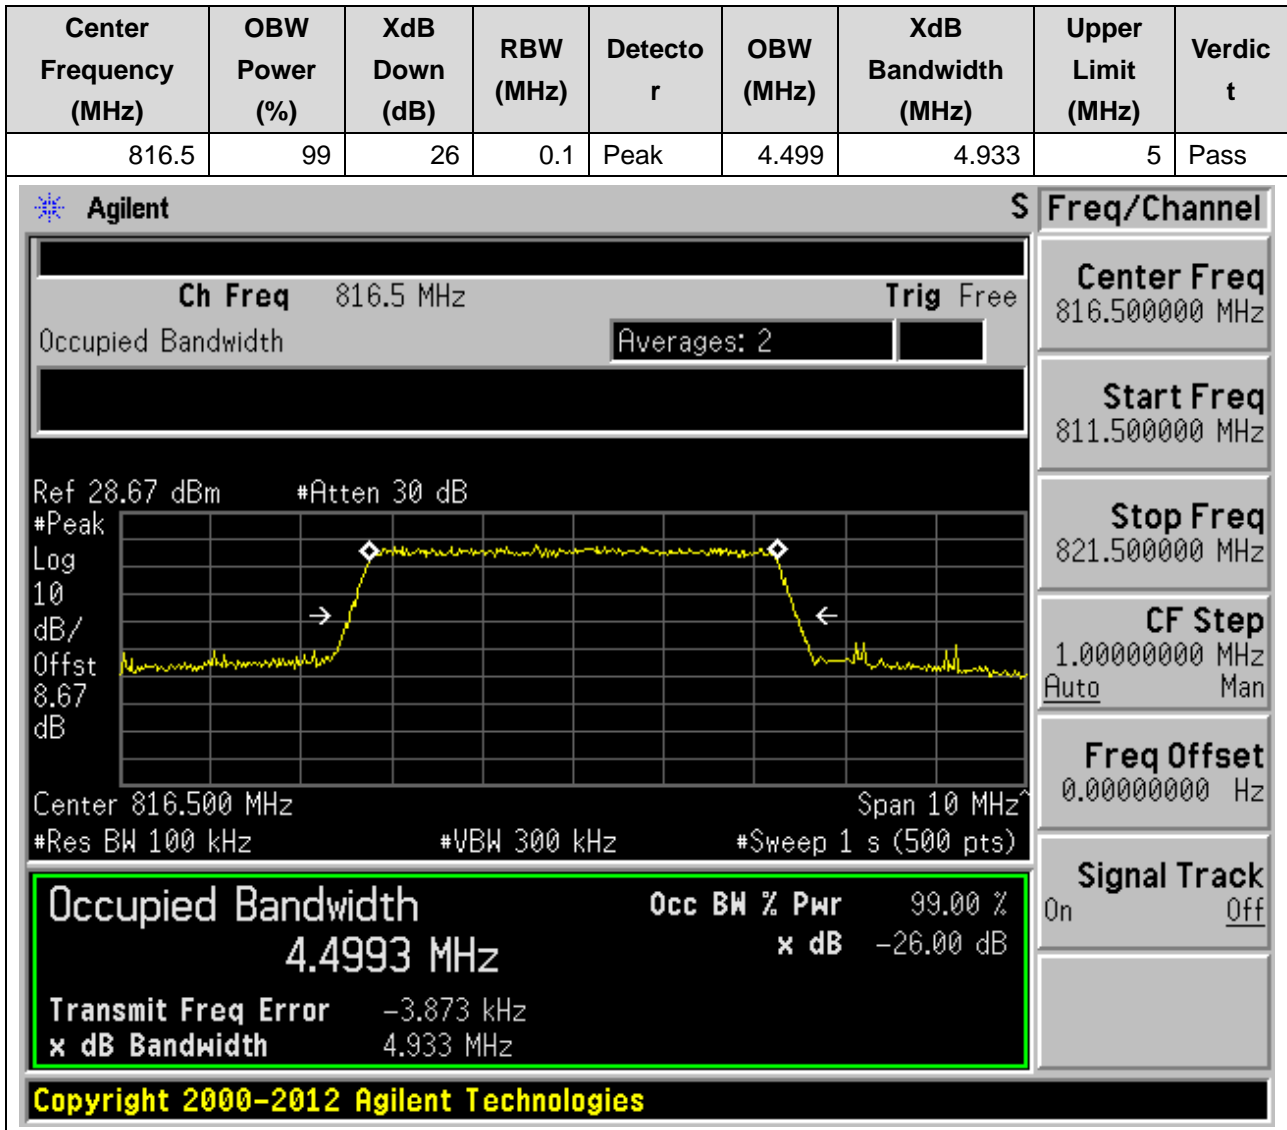 Center Frequency (MHz) OBW Power (%) XdB Down (dB) RBW (MHz) Detecto r OBW (MHz) XdB Bandwidth (MHz) Upper Limit (MHz) Verdic t
816.5 99 26 0.1 Peak 4.499 4.933 5 Pass
Agilent S Freq/Channel
Ch Freq 816.5 MHz Trig Free
Occupied Bandwidth Averages: 2
Center Freq
816.500000 MHz
Start Freq
811.500000 MHz
Stop Freq
821.500000 MHz
CF Step
1.00000000 MHz
Auto Man
Freq Offset
0.00000000 Hz
Signal Track
On Off
Ref 28.67 dBm #Atten 30 dB
#Peak
Log
10
dB/
Offst
8.67
dB
Center 816.500 MHz Span 10 MHz^
#Res BW 100 kHz #VBW 300 kHz #Sweep 1 s (500 pts)
Occupied Bandwidth Occ BW % Pwr 99.00 %
4.4993 MHz x dB -26.00 dB
Transmit Freq Error -3.873 kHz
x dB Bandwidth 4.933 MHz
Copyright 2000-2012 Agilent Technologies